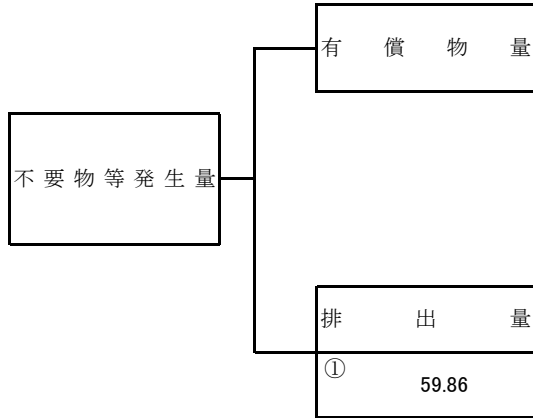 有償物量
不要物等発生量
排出量
①
59.86